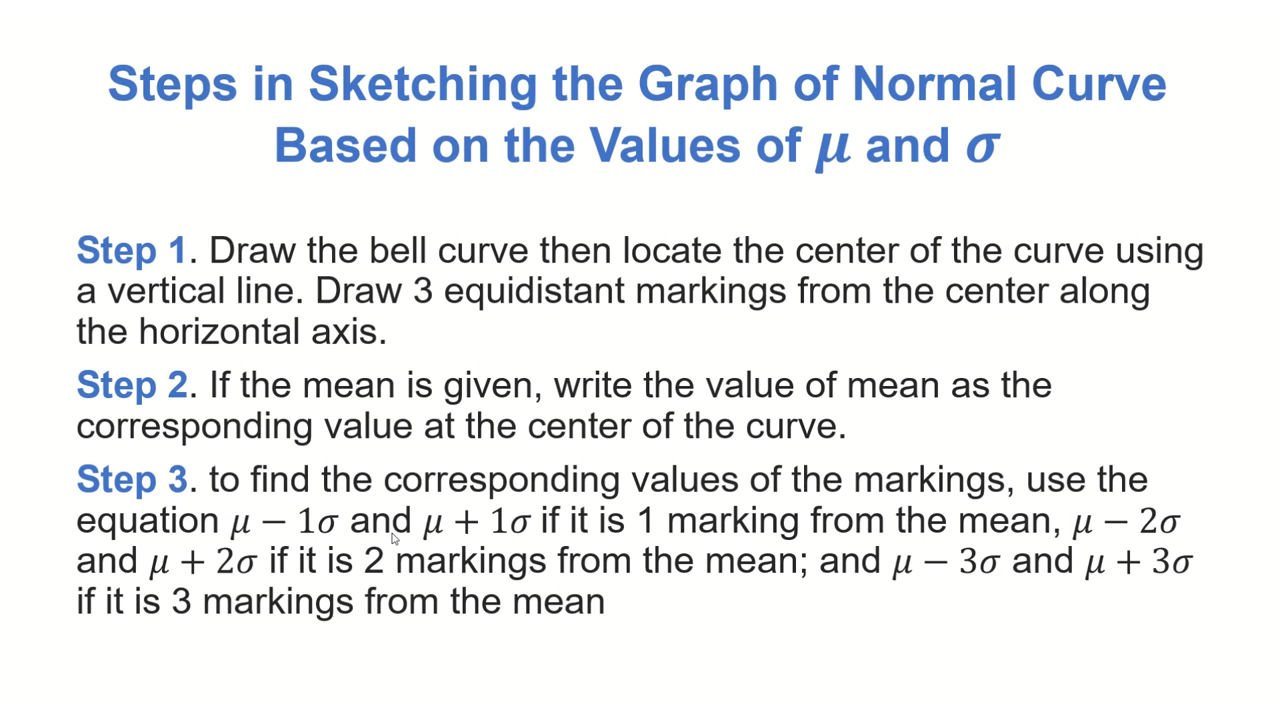 Steps in Sketching the Graph of Normal Curve
Based on the Values of μ and σ
Step 1. Draw the bell curve then locate the center of the curve using
a vertical line. Draw 3 equidistant markings from the center along
the horizontal axis.
Step 2. If the mean is given, write the value of mean as the
corresponding value at the center of the curve.
Step 3. to find the corresponding values of the markings, use the
equation μ − 1σ and μ + 1σ if it is 1 marking from the mean, μ − 2σ
and μ + 2σ if it is 2 markings from the mean; and μ − 3σ and μ + 3σ
if it is 3 markings from the mean